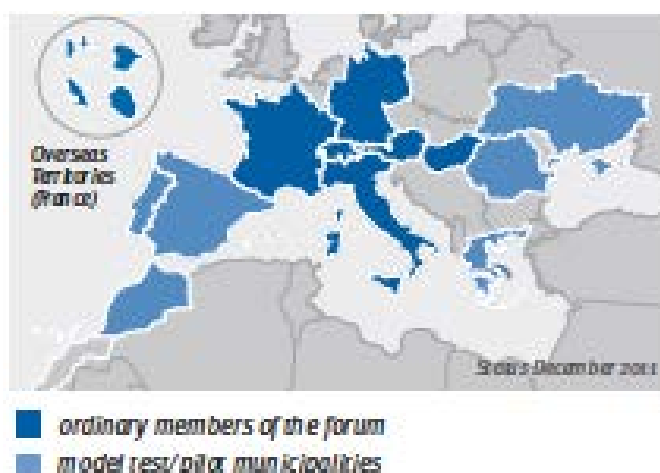 Overseas
Territories
(France)
Status December 2011
ordinary members of the forum
model test/pilot municipalities